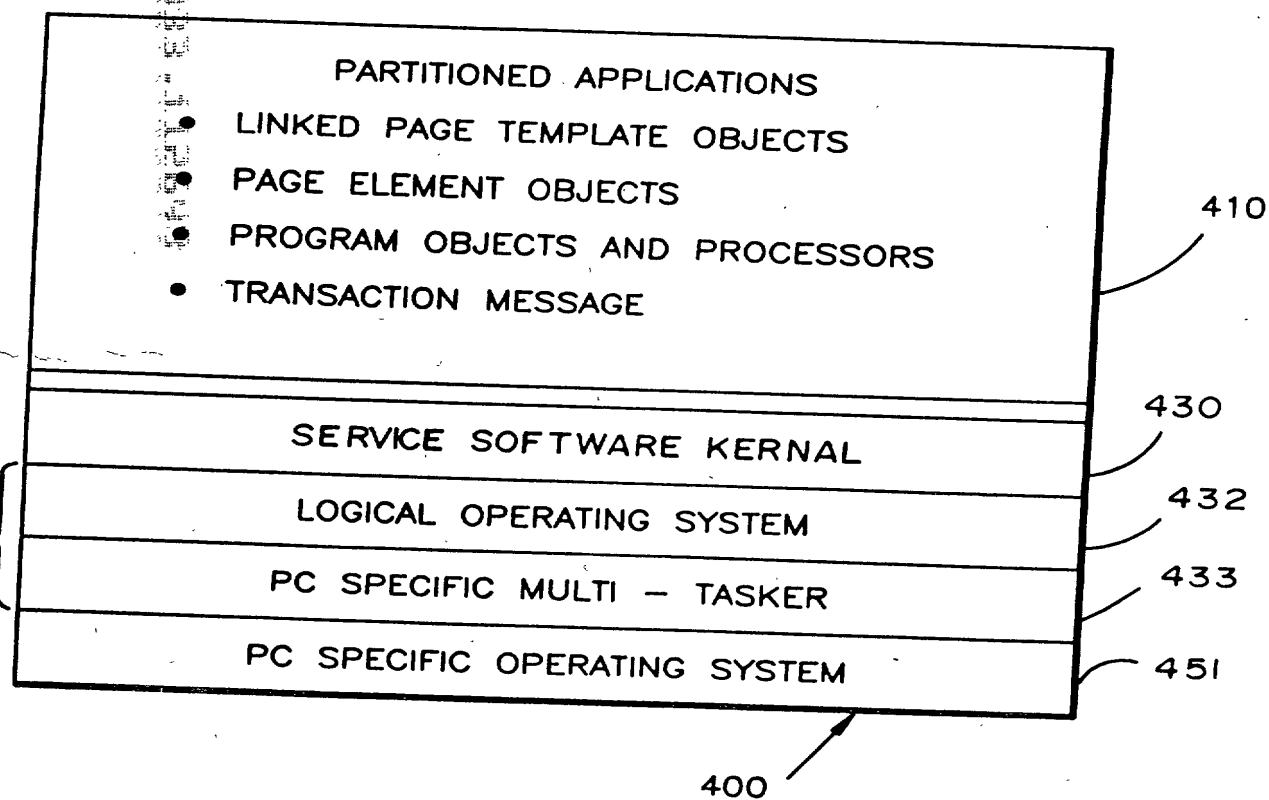 PARTITIONED APPLICATIONS
• LINKED PAGE TEMPLATE OBJECTS
• PAGE ELEMENT OBJECTS
• PROGRAM OBJECTS AND PROCESSORS
• TRANSACTION MESSAGE
410
SERVICE SOFTWARE KERNAL
430
LOGICAL OPERATING SYSTEM
432
PC SPECIFIC MULTI – TASKER
433
PC SPECIFIC OPERATING SYSTEM
451
400